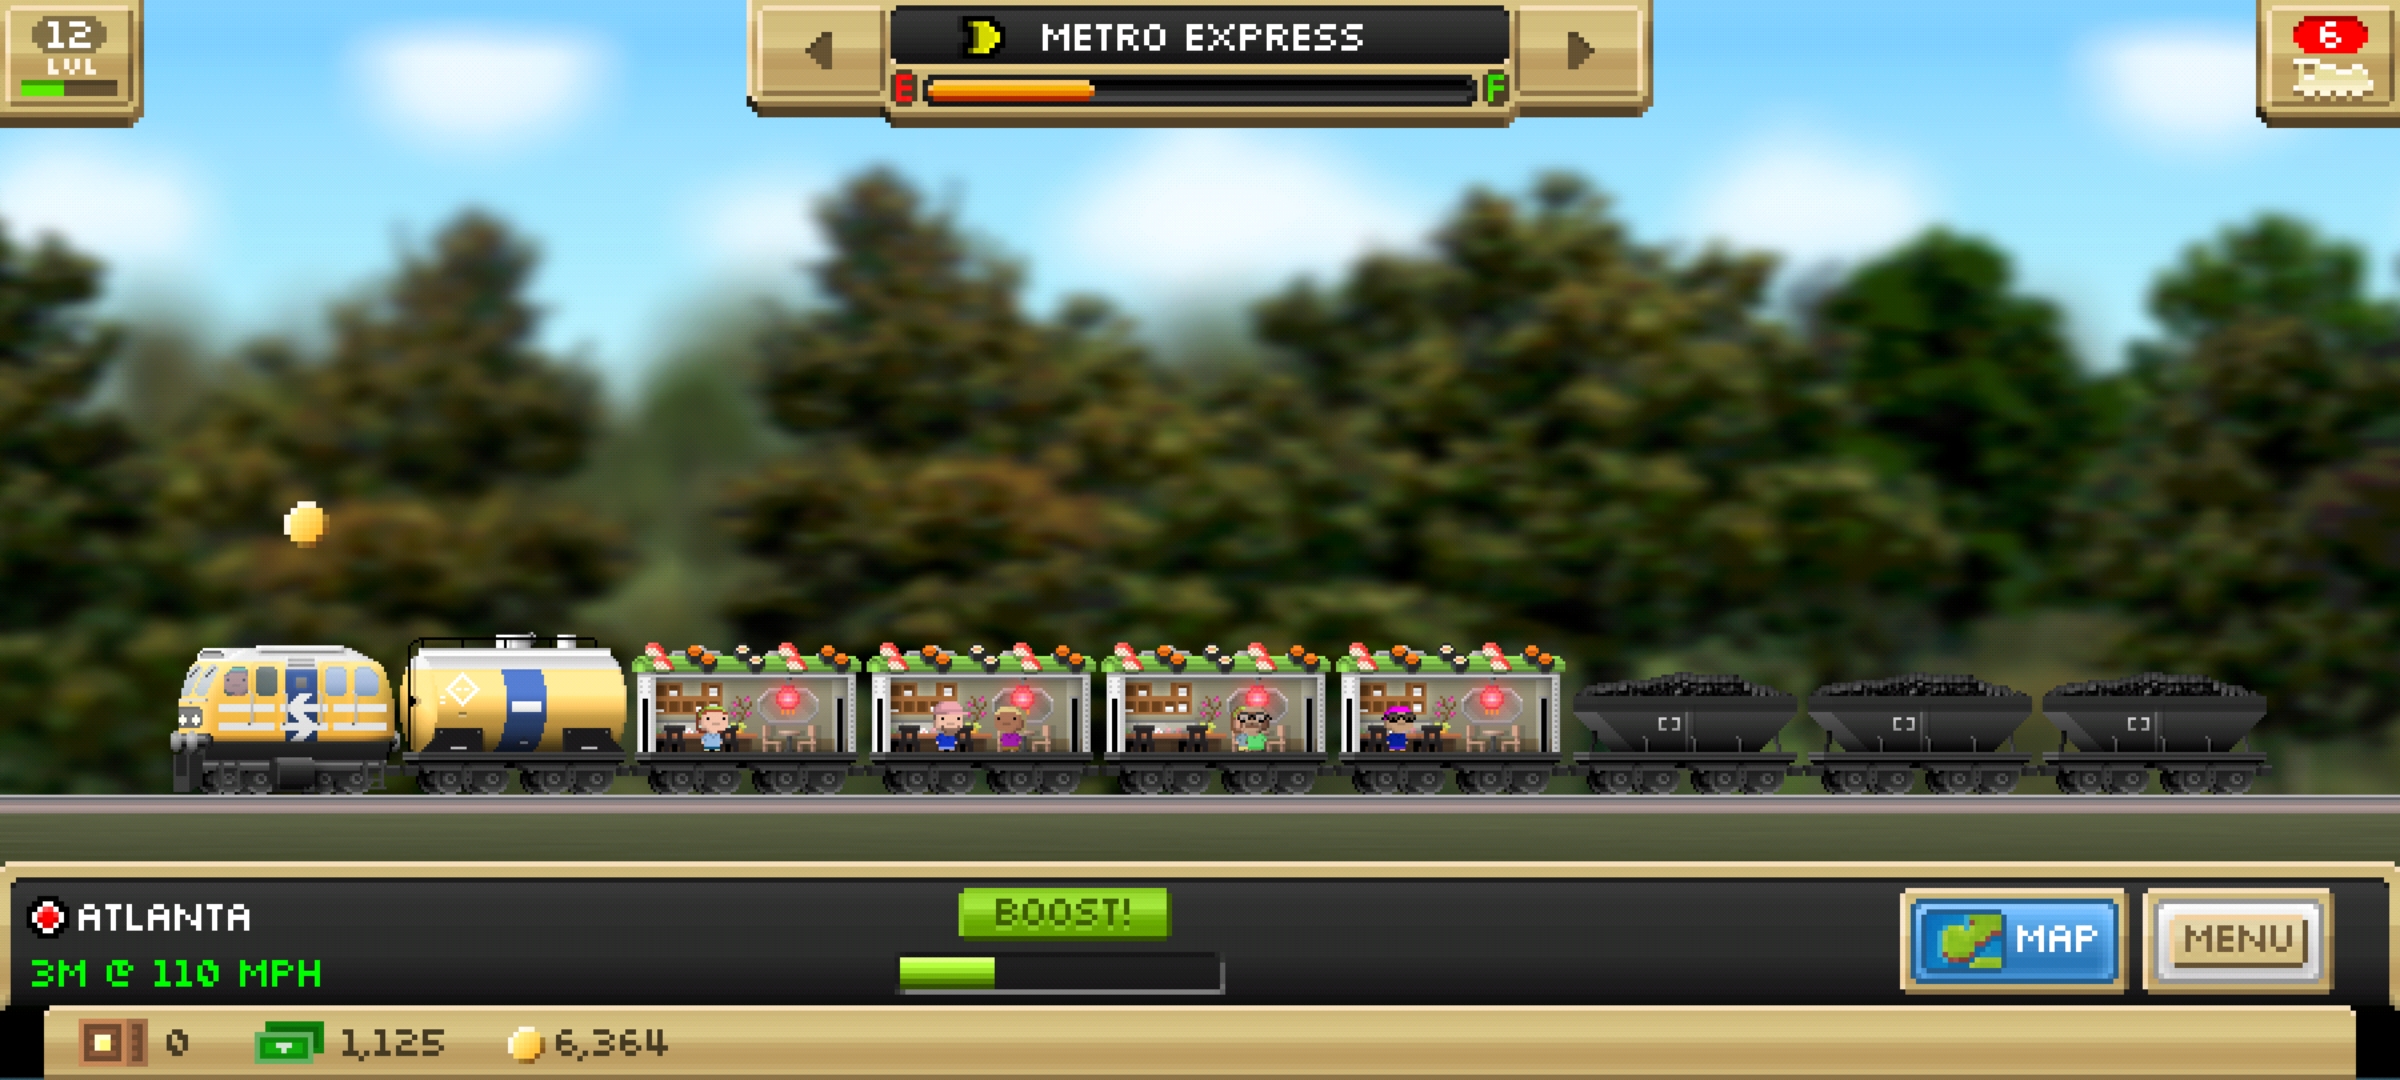 12
LVL
METRO EXPRESS
E F
6
ATLANTA
3M @ 110 MPH
BOOST!
MAP
MENU
0 1,125 6,364